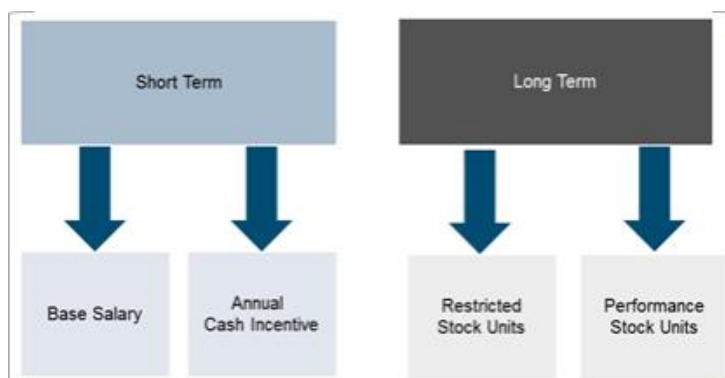 Short Term
Long Term
Base Salary
Annual
Cash Incentive
Restricted
Stock Units
Performance
Stock Units